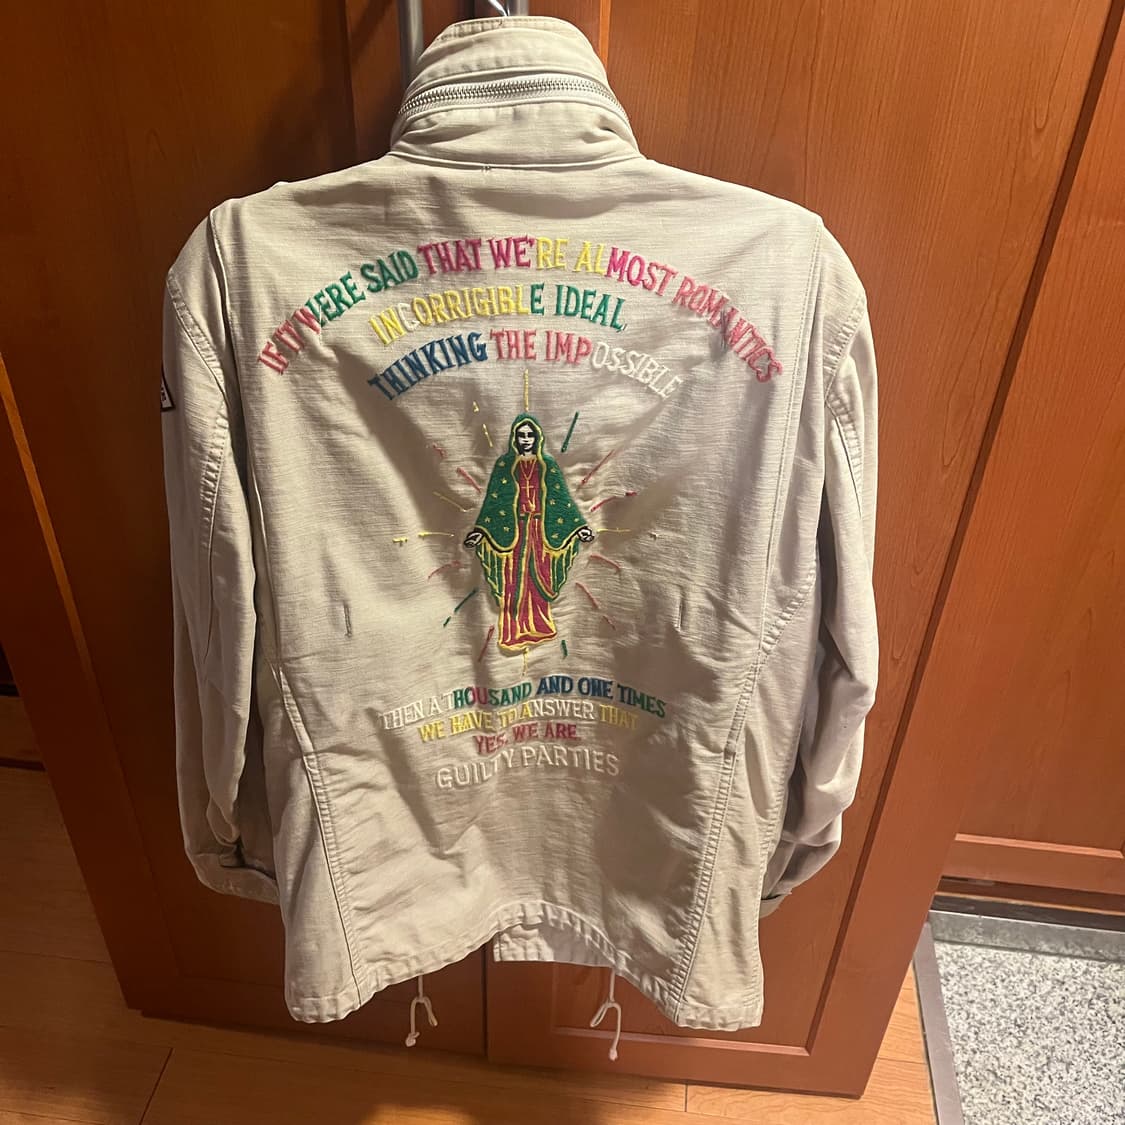 IF IT WERE SAID THAT WE'RE ALMOST ROMANTICS
INCORRIGIBLE IDEAL,
THINKING THE IMPOSSIBLE
THEN A THOUSAND AND ONE TIMES
WE HAVE TO ANSWER THAT
YES, WE ARE.
GUILTY PARTIES